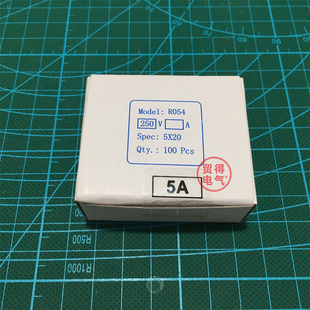 Model: R054
250 V A
Spec: 5X20
Qty.: 100 Pcs
贸得
电气
5A
R500
R1000